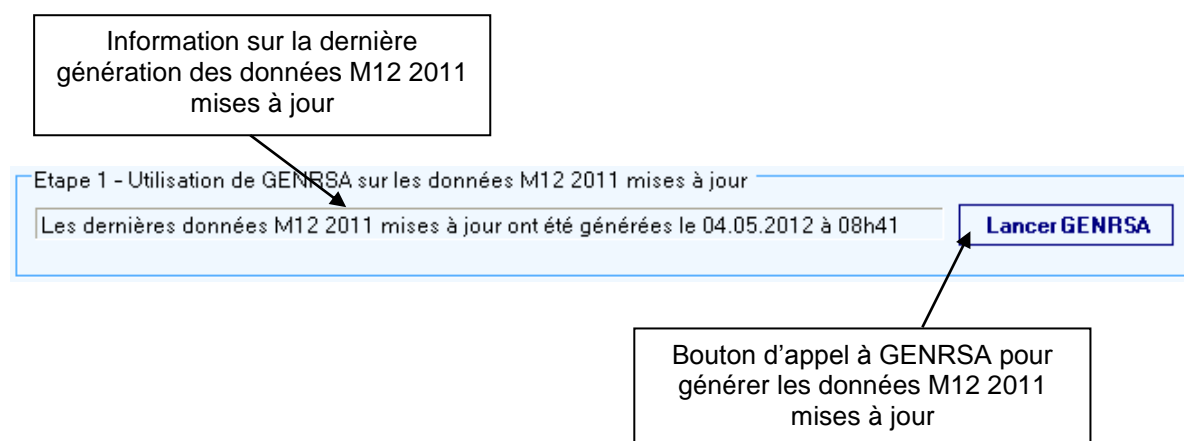 Information sur la dernière
génération des données M12 2011
mises à jour
Etape 1 - Utilisation de GENRSA sur les données M12 2011 mises à jour
Les dernières données M12 2011 mises à jour ont été générées le 04.05.2012 à 08h41
Lancer GENRSA
Bouton d'appel à GENRSA pour
générer les données M12 2011
mises à jour